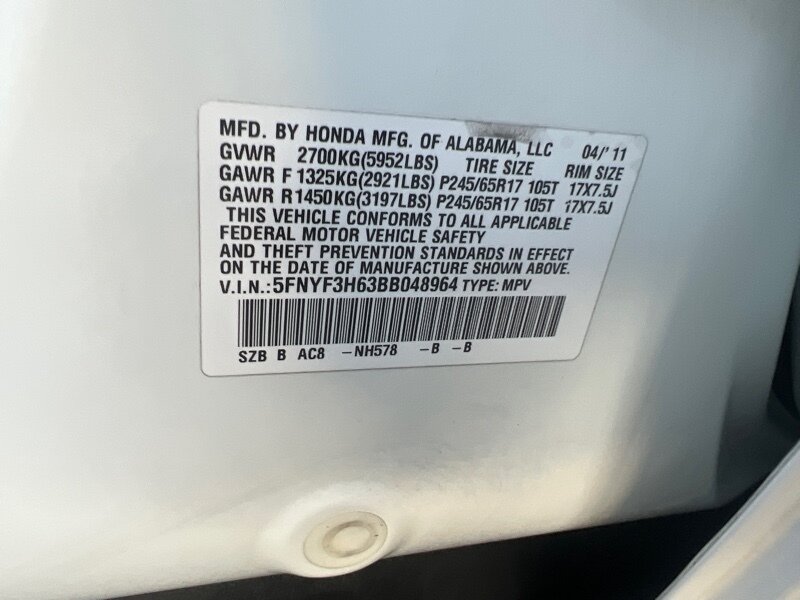 MFD. BY HONDA MFG. OF ALABAMA, LLC 04/' 11
GVWR 2700KG(5952LBS) TIRE SIZE RIM SIZE
GAWR F 1325KG(2921LBS) P245/65R17 105T 17X7.5J
GAWR R1450KG(3197LBS) P245/65R17 105T 17X7.5J
THIS VEHICLE CONFORMS TO ALL APPLICABLE
FEDERAL MOTOR VEHICLE SAFETY
AND THEFT PREVENTION STANDARDS IN EFFECT
ON THE DATE OF MANUFACTURE SHOWN ABOVE.
V.I.N.:5FNYF3H63BB048964 TYPE: MPV
SZB B AC8 -NH578 -B -B